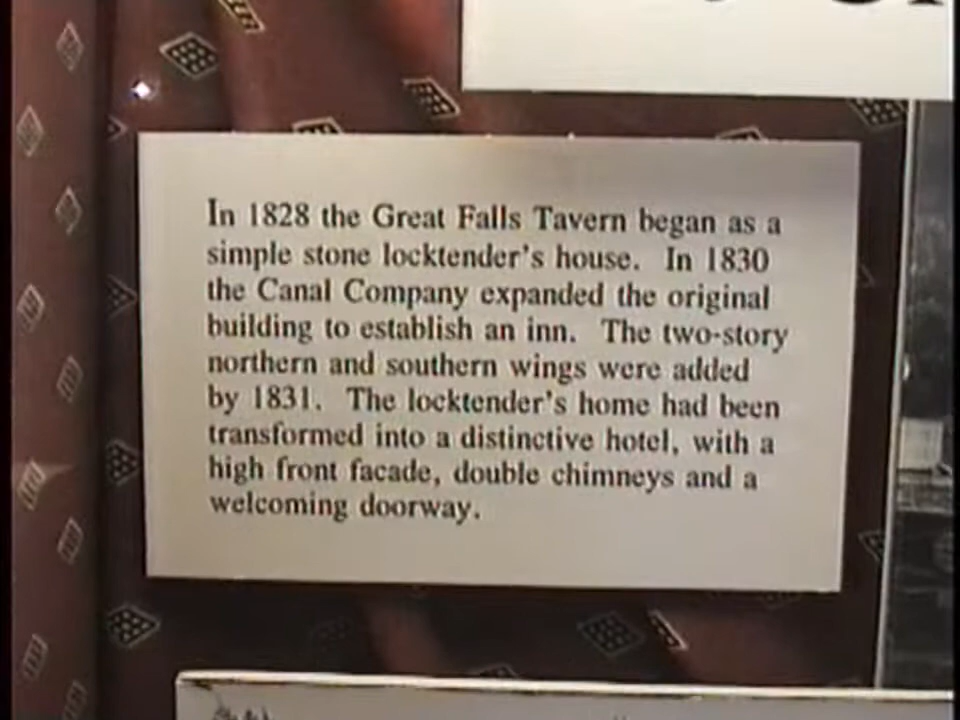 In 1828 the Great Falls Tavern began as a
simple stone locktender's house. In 1830
the Canal Company expanded the original
building to establish an inn. The two-story
northern and southern wings were added
by 1831. The locktender's home had been
transformed into a distinctive hotel, with a
high front facade, double chimneys and a
welcoming doorway.